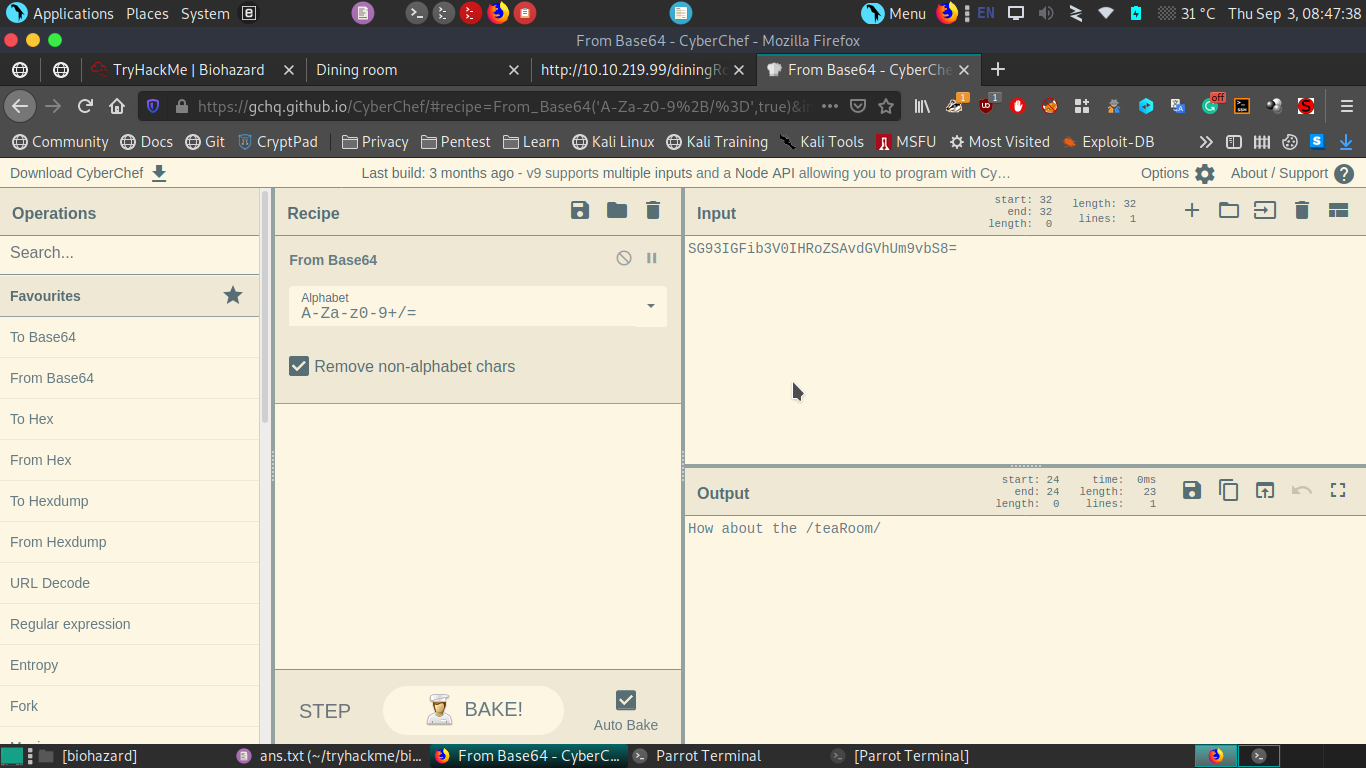 Applications Places System
Menu EN 31 °C Thu Sep 3, 08:47:38
From Base64 - CyberChef - Mozilla Firefox
TryHackMe | Biohazard Dining room http://10.10.219.99/diningRo From Base64 - CyberChe
https://gchq.github.io/CyberChef/#recipe=From_Base64('A-Za-z0-9%2B/%3D',true)&in ••• 1 1 off
Community Docs Git CryptPad Privacy Pentest Learn Kali Linux Kali Training Kali Tools MSFU Most Visited Exploit-DB
Download CyberChef Last build: 3 months ago - v9 supports multiple inputs and a Node API allowing you to program with Cy… Options About / Support
Operations
Search...
Favourites
To Base64
From Base64
To Hex
From Hex
To Hexdump
From Hexdump
URL Decode
Regular expression
Entropy
Fork
Recipe
From Base64
Alphabet
A-Za-z0-9+/=
Remove non-alphabet chars
STEP BAKE!
Auto Bake
Input
start: 32
end: 32
length: 0
length: 32
lines: 1
SG93IGFib3V0IHRoZSAvdGVhUm9vbS8=
Output
start: 24
end: 24
length: 0
time: 0ms
length: 23
lines: 1
How about the /teaRoom/
[biohazard] ans.txt (~/tryhackme/bi... From Base64 - CyberC... Parrot Terminal [Parrot Terminal]